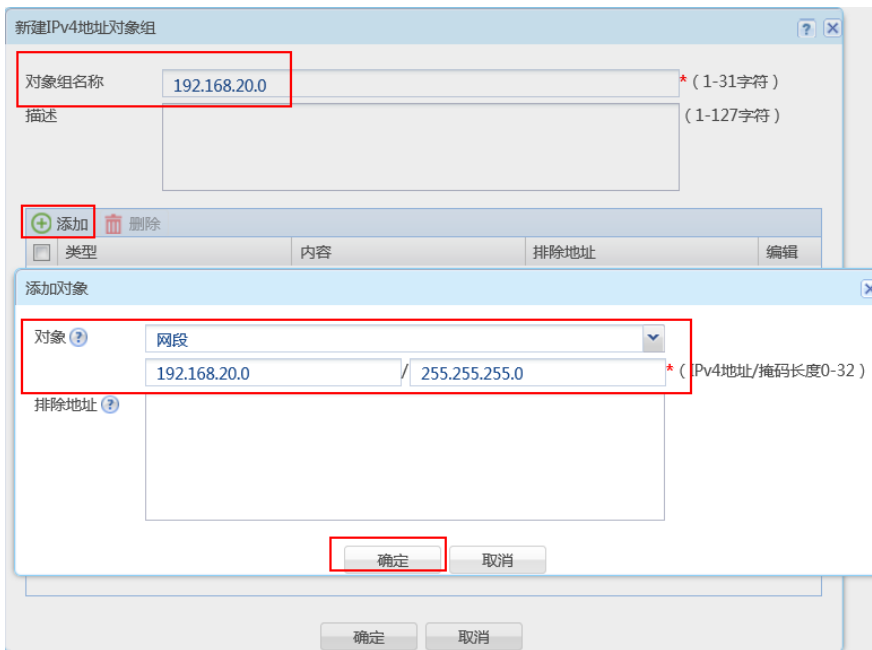 新建IPv4地址对象组
对象组名称 192.168.20.0 *（1-31字符）
描述 （1-127字符）
添加 删除
类型 内容 排除地址 编辑
添加对象
对象 网段
192.168.20.0 / 255.255.255.0 *（IPv4地址/掩码长度0-32）
排除地址
确定 取消
确定 取消